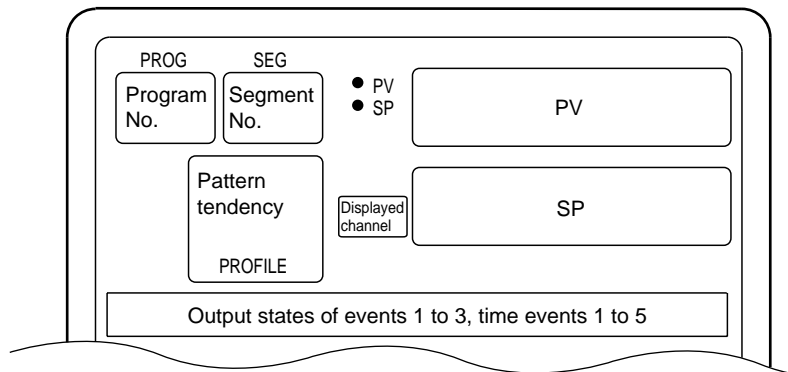 PROG
SEG
Program
No.
Segment
No.
PV
SP
PV
Pattern
tendency
PROFILE
Displayed
channel
SP
Output states of events 1 to 3, time events 1 to 5